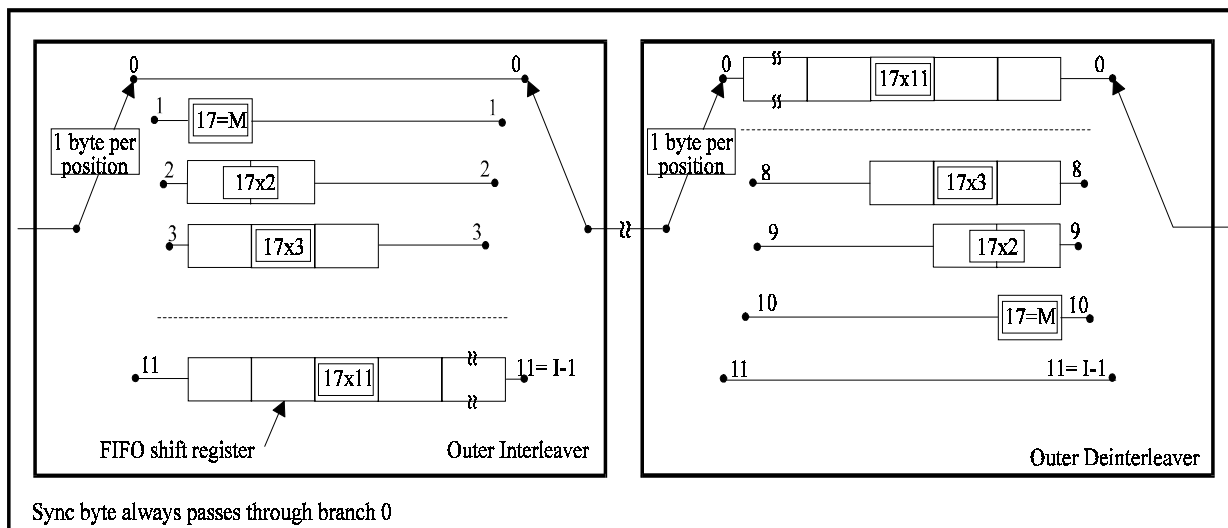 0
0
1
17=M
1
1 byte per
position
2
17x2
2
3
17x3
3
11
17x11
11= I-1
FIFO shift register
Outer Interleaver
0
17x11
0
1 byte per
position
8
17x3
8
9
17x2
9
10
17=M
10
11
11= I-1
Outer Deinterleaver
Sync byte always passes through branch 0